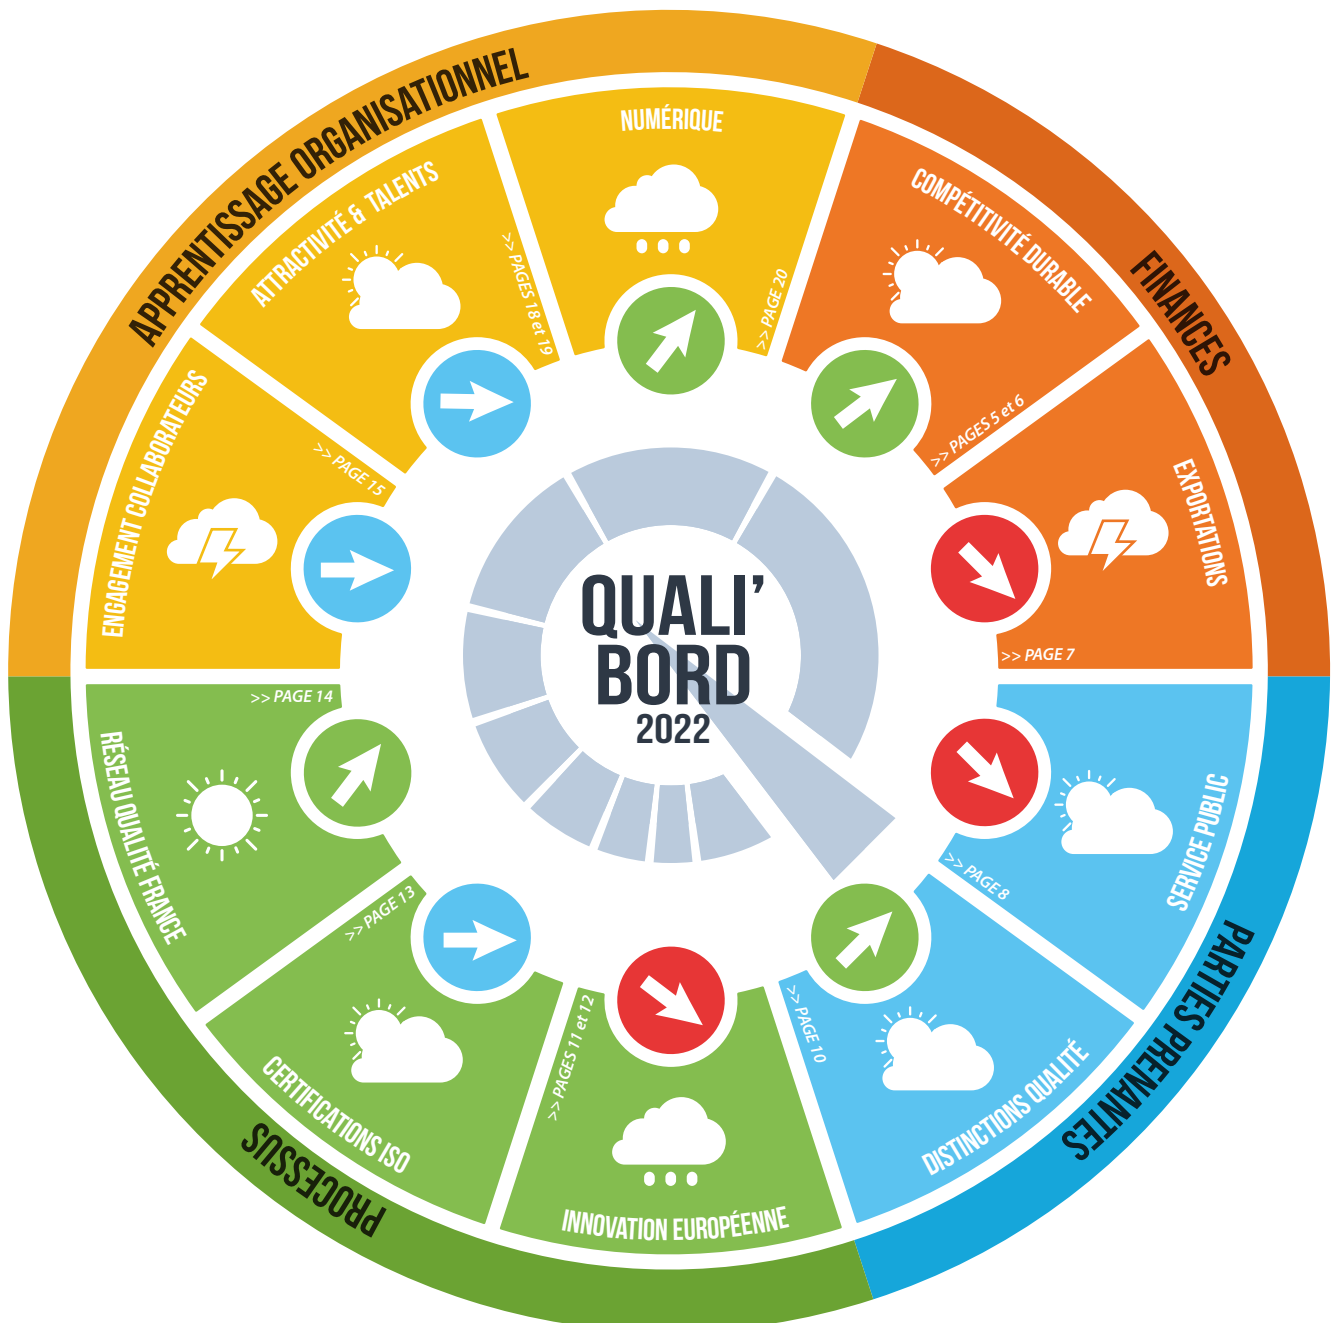 APPRENTISSAGE ORGANISATIONNEL
FINANCES
PARTIES PRENANTES
PROCESSUS
NUMÉRIQUE
>> PAGE 20
COMPÉTITIVITÉ DURABLE
>> PAGES 5 et 6
EXPORTATIONS
>> PAGE 7
SERVICE PUBLIC
>> PAGE 8
DISTINCTIONS QUALITÉ
>> PAGE 10
INNOVATION EUROPÉENNE
>> PAGES 11 et 12
CERTIFICATIONS ISO
>> PAGE 13
RÉSEAU QUALITÉ FRANCE
>> PAGE 14
ENGAGEMENT COLLABORATEURS
>> PAGE 15
ATTRACTIVITÉ & TALENTS
>> PAGES 18 et 19
QUALI'
BORD
2022